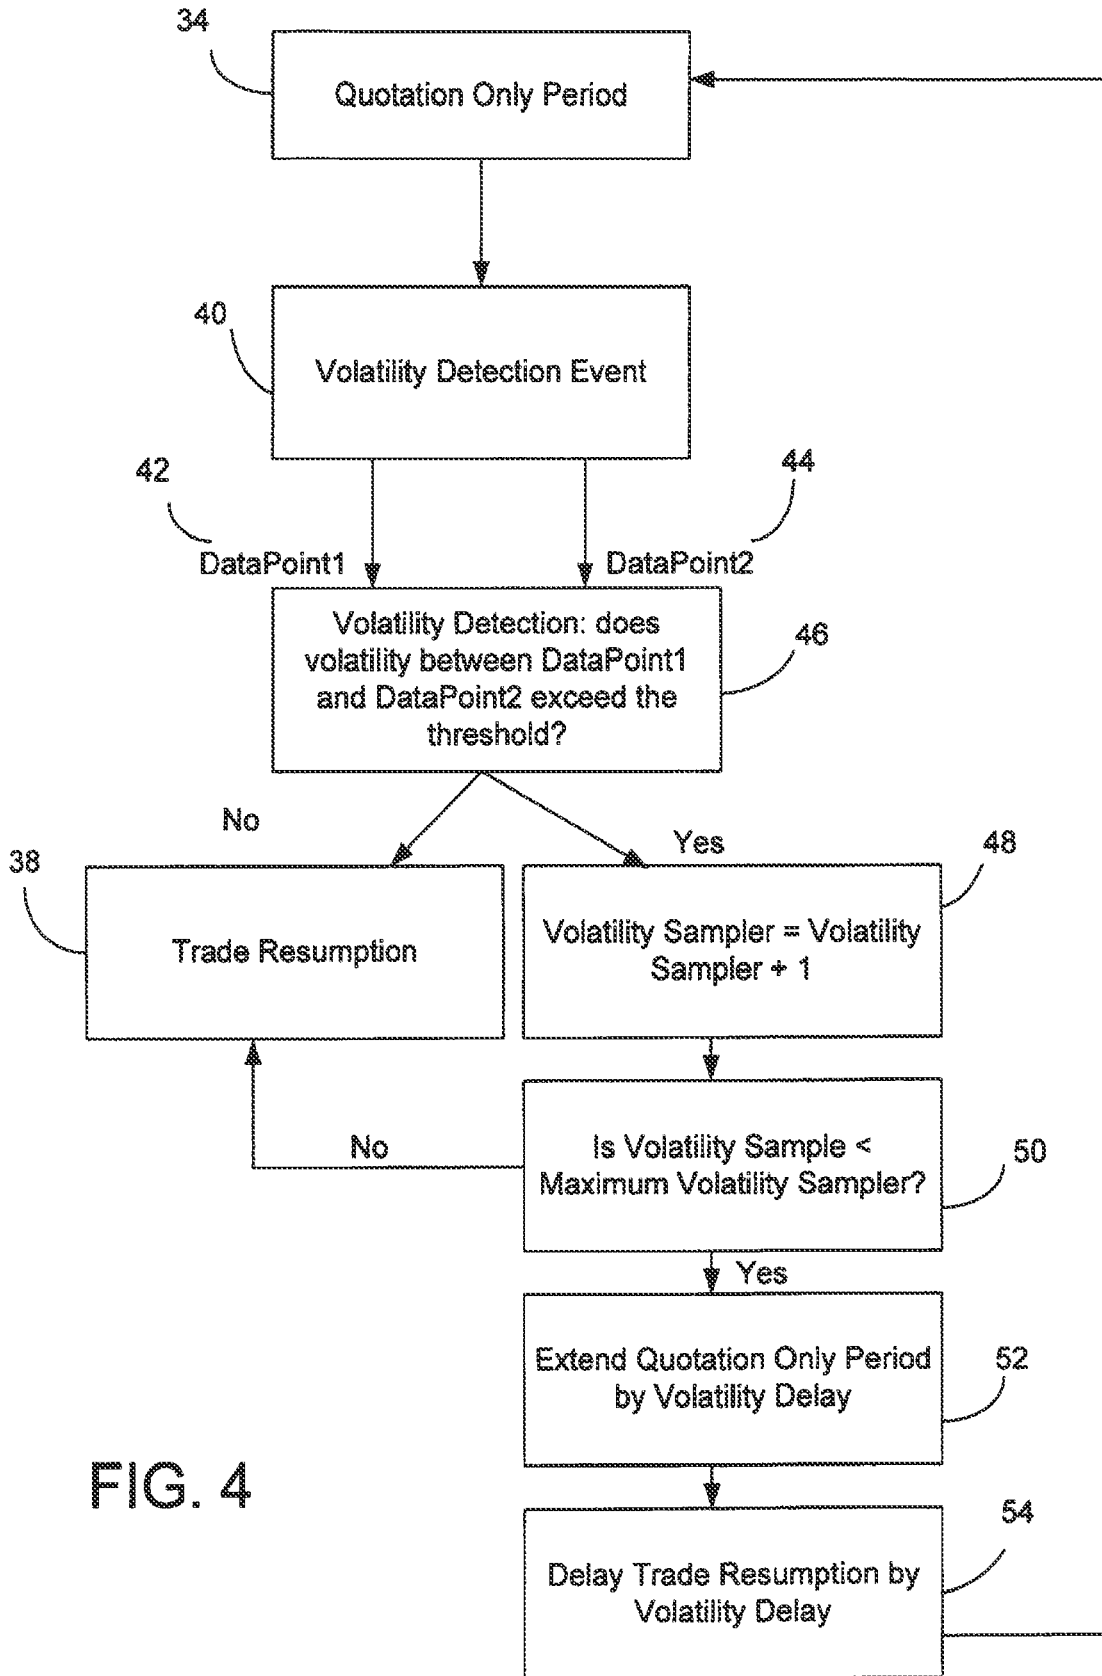 34
Quotation Only Period
40
Volatility Detection Event
42
44
DataPoint1
DataPoint2
Volatility Detection: does
volatility between DataPoint1
and DataPoint2 exceed the
threshold?
46
No
Yes
38
48
Trade Resumption
Volatility Sampler = Volatility
Sampler + 1
No
Is Volatility Sample <
Maximum Volatility Sampler?
50
Yes
Extend Quotation Only Period
by Volatility Delay
52
FIG. 4
54
Delay Trade Resumption by
Volatility Delay